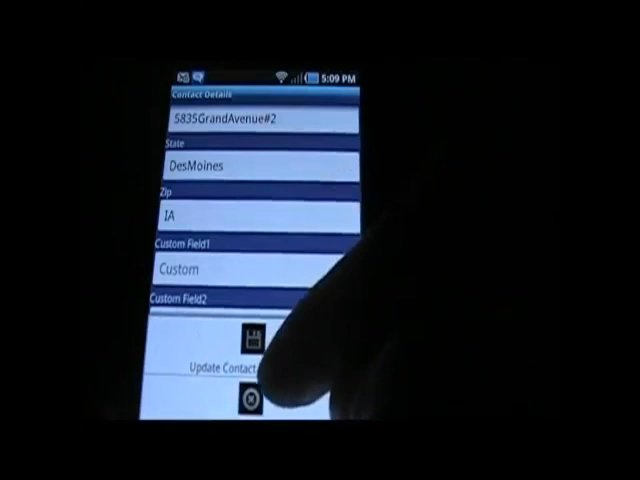 5:09 PM
Contact Details
5835GrandAvenue#2
State
DesMoines
Zip
IA
Custom Field1
Custom
Custom Field2
Update Contact